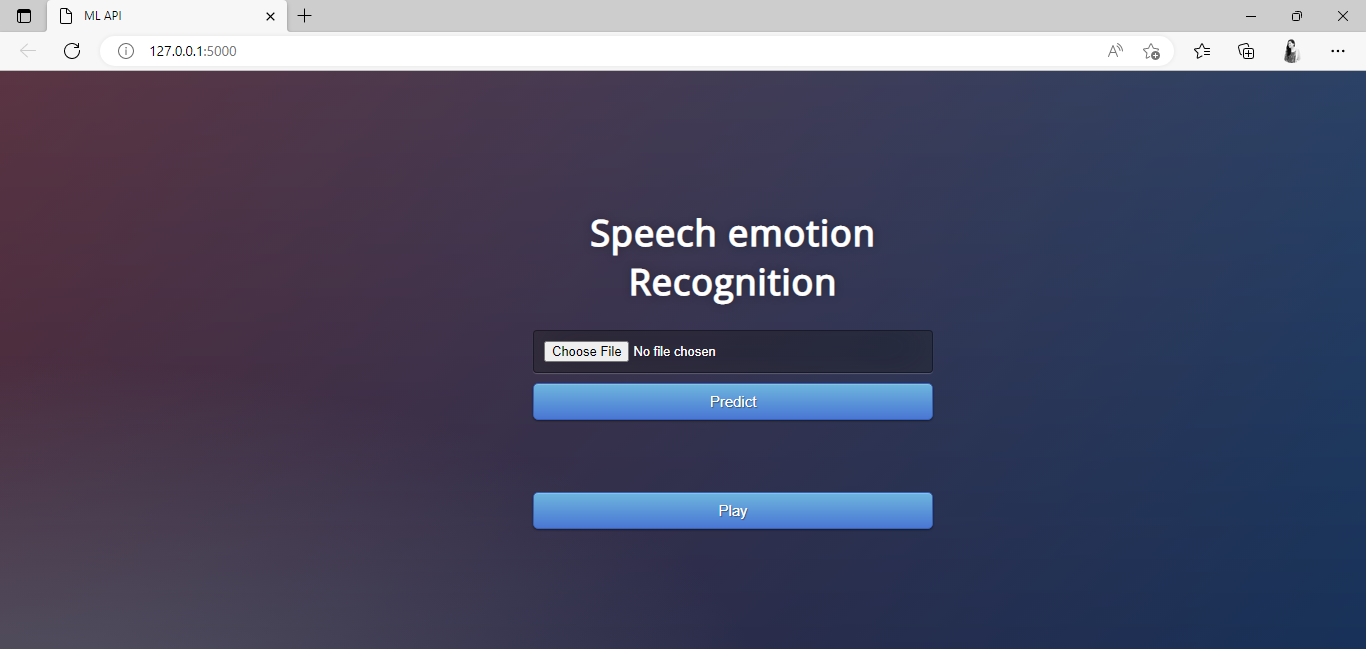 ML API
127.0.0.1:5000
Speech emotion
Recognition
Choose File No file chosen
Predict
Play